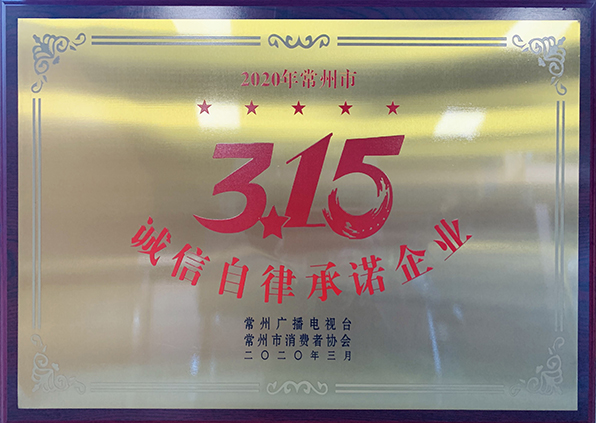 2020年常州市
3.15
诚信自律承诺企业
常州广播电视台
常州市消费者协会
二〇二〇年三月